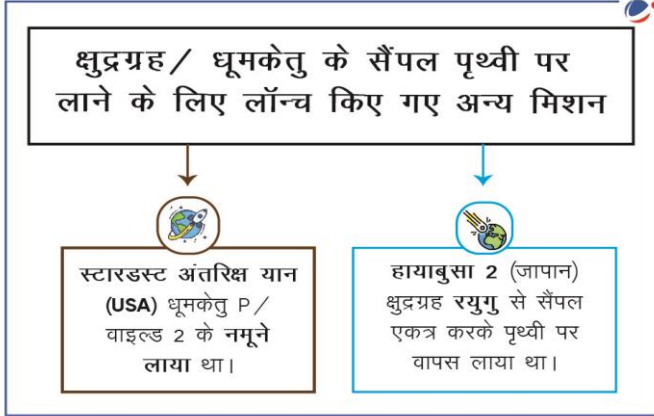 क्षुद्रग्रह/ धूमकेतु के सैंपल पृथ्वी पर
लाने के लिए लॉन्च किए गए अन्य मिशन
स्टारडस्ट अंतरिक्ष यान
(USA) धूमकेतु P/
वाइल्ड 2 के नमूने
लाया था।
हायाबुसा 2 (जापान)
क्षुद्रग्रह रयुगु से सैंपल
एकत्र करके पृथ्वी पर
वापस लाया था।